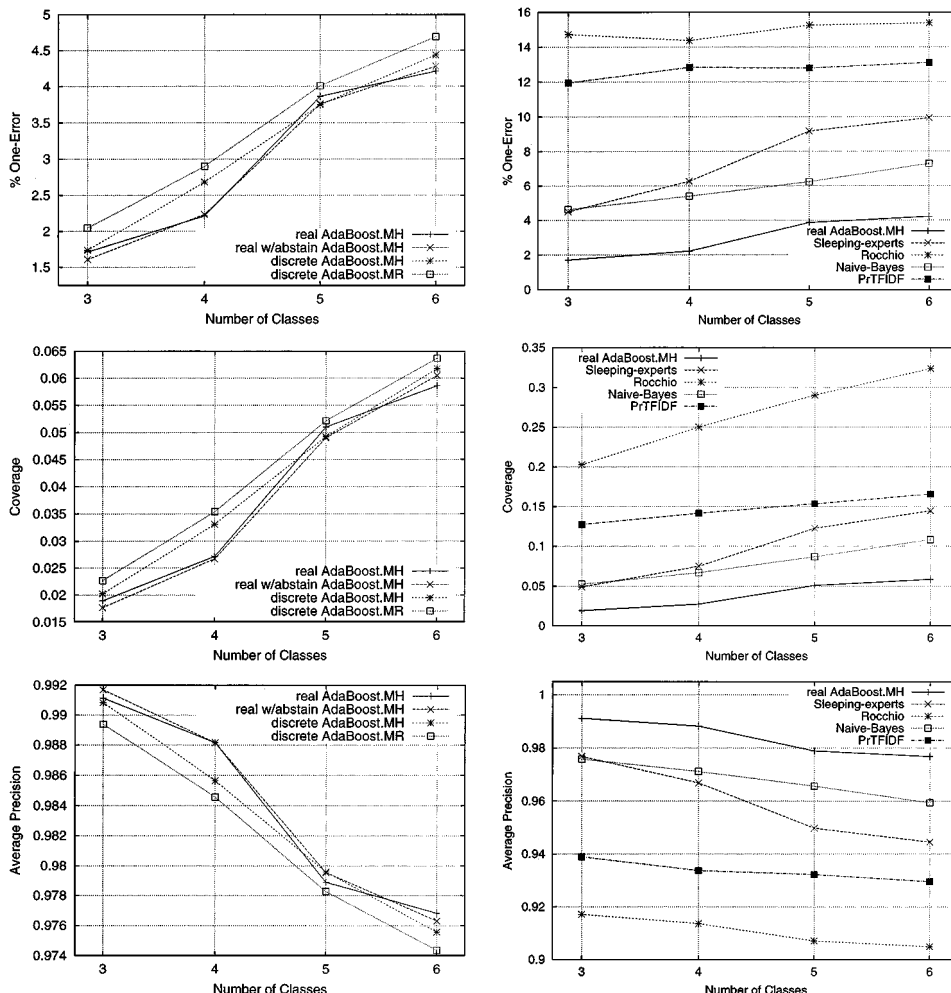 5
4.5
4
3.5
3
2.5
2
1.5
% One-Error
real AdaBoost.MH
real w/abstain AdaBoost.MH
discrete AdaBoost.MH
discrete AdaBoost.MR
3 4 5 6
Number of Classes
16
14
12
10
8
6
4
2
0
% One-Error
real AdaBoost.MH
Sleeping-experts
Rocchio
Naive-Bayes
PrTFIDF
3 4 5 6
Number of Classes
0.065
0.06
0.055
0.05
0.045
0.04
0.035
0.03
0.025
0.02
0.015
Coverage
real AdaBoost.MH
real w/abstain AdaBoost.MH
discrete AdaBoost.MH
discrete AdaBoost.MR
3 4 5 6
Number of Classes
0.35
0.3
0.25
0.2
0.15
0.1
0.05
0
Coverage
real AdaBoost.MH
Sleeping-experts
Rocchio
Naive-Bayes
PrTFIDF
3 4 5 6
Number of Classes
0.992
0.99
0.988
0.986
0.984
0.982
0.98
0.978
0.976
0.974
Average Precision
real AdaBoost.MH
real w/abstain AdaBoost.MH
discrete AdaBoost.MH
discrete AdaBoost.MR
3 4 5 6
Number of Classes
1
0.98
0.96
0.94
0.92
0.9
Average Precision
real AdaBoost.MH
Sleeping-experts
Rocchio
Naive-Bayes
PrTFIDF
3 4 5 6
Number of Classes